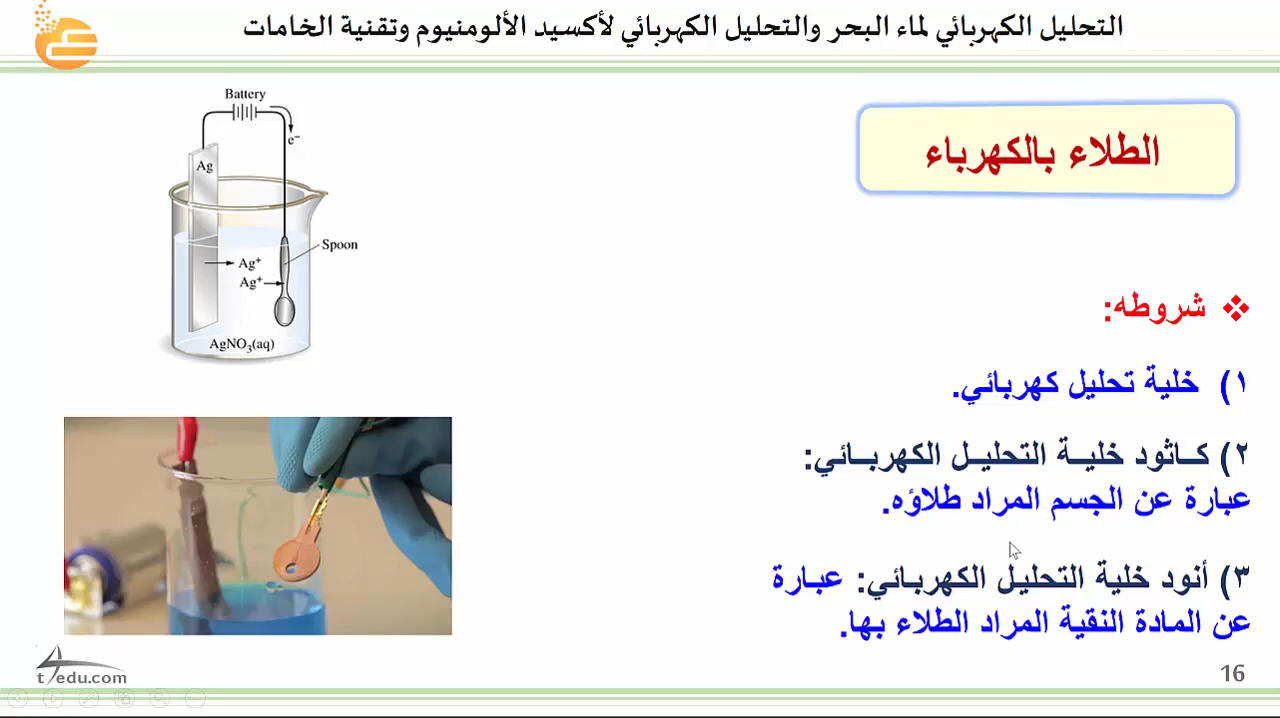 التحليل الكهربائي لماء البحر والتحليل الكهربائي لأكسيد الألومنيوم وتقنية الخامات
الطلاء بالكهرباء
Battery
e⁻
Ag
Spoon
Ag⁺
Ag⁺
AgNO₃(aq)
❖ شروطه:
١) خلية تحليل كهربائي.
٢) كاثود خلية التحليل الكهربائي:
عبارة عن الجسم المراد طلاؤه.
٣) أنود خلية التحليل الكهربائي: عبارة
عن المادة النقية المراد الطلاء بها.
t4edu.com
16